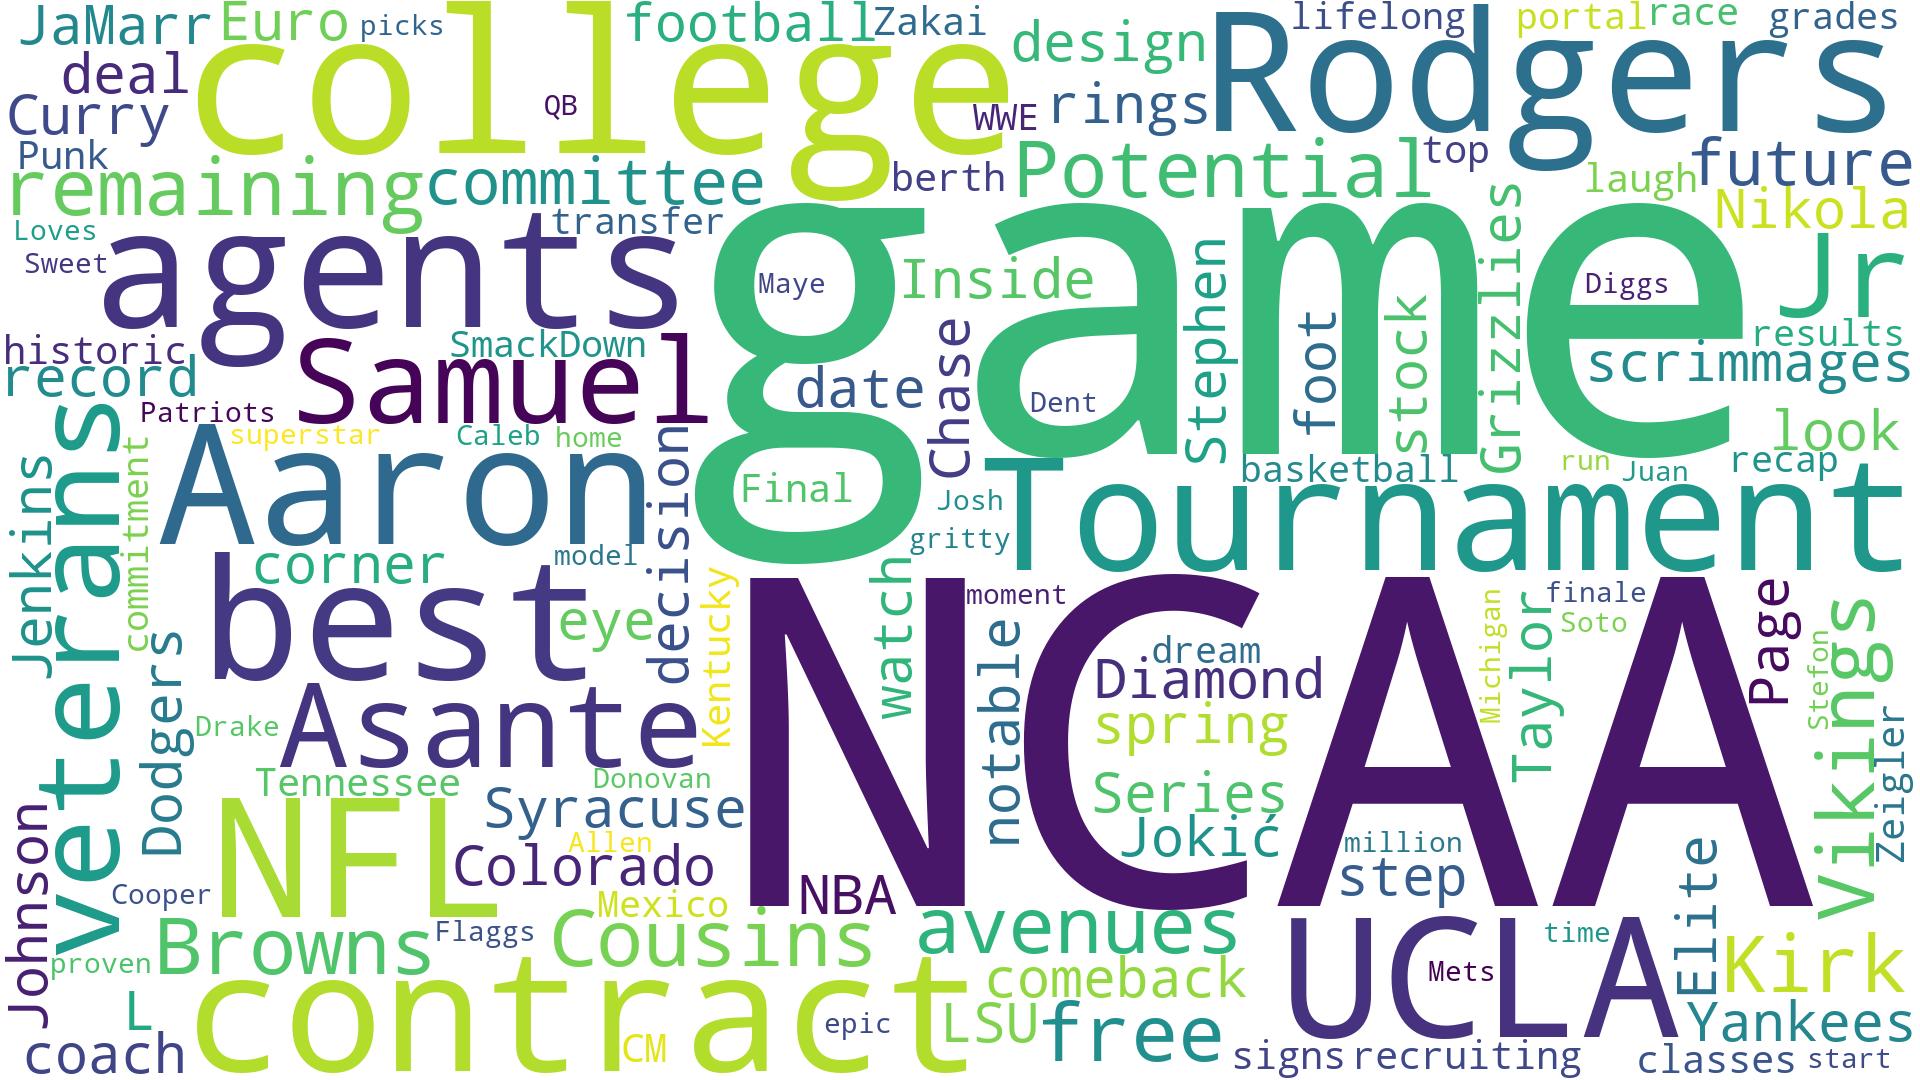 JaMarr
Euro
picks
college
football
Zakai
design
Rodgers
lifelong
portal
race
grades
deal
Curry
QB
WWE
rings
Punk
remaining
committee
berth
Potential
top
laugh
future
Nikola
Loves
Sweet
agents
transfer
game
Maye
Inside
Stephen
foot
stock
Grizzlies
Diggs
Jr
results
historic
record
SmackDown
Samuel
date
Chase
Dent
scrimmages
Patriots
superstar
Caleb
home
look
veterans
commitment
Jenkins
Aaron
decision
Final
Josh
gritty
Tournament
basketball
run
Juan
recap
corner
model
best
eye
Kentucky
watch
moment
NCAA
notable
dream
Diamond
spring
Series
Jokić
Michigan
Taylor
finale
Soto
Page
Stefon
Vikings
Zeigler
Dodgers
Drake
Asante
Tennessee
Donovan
Syracuse
Allen
NFL
Colorado
NBA
million
step
Johnson
Cooper
Mexico
Browns
Flaggs
Cousins
avenues
UCLA
time
Elite
Kirk
proven
contract
comeback
Mets
L
CM
epic
LSU
free
Yankees
coach
signs
recruiting
classes
start